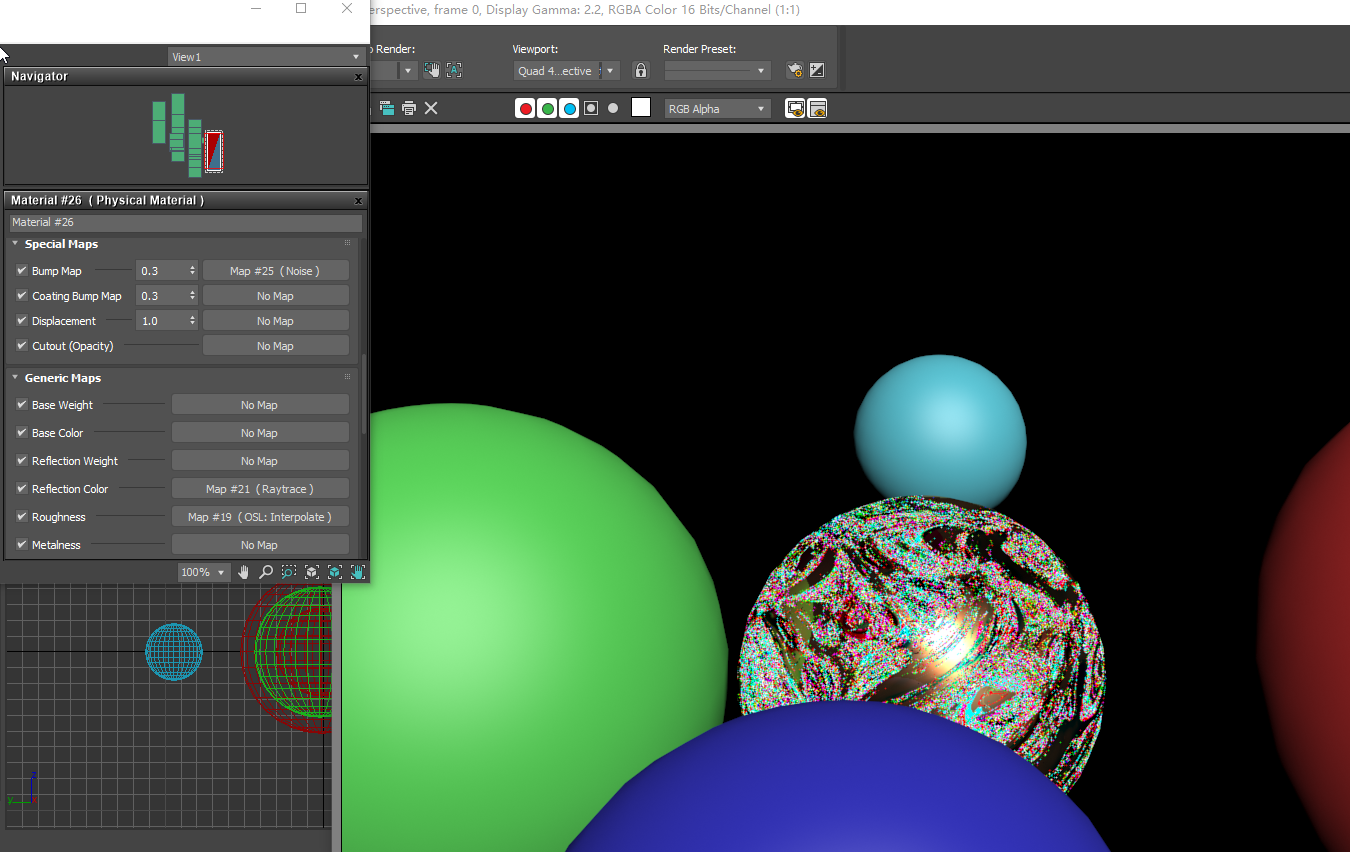 erspective, frame 0, Display Gamma: 2.2, RGBA Color 16 Bits/Channel (1:1)
o Render:
Viewport:
Render Preset:
View1
Quad 4...ective
Navigator
x
RGB Alpha
Material #26 ( Physical Material )
x
Material #26
Special Maps
Bump Map
0.3
Map #25 ( Noise )
Coating Bump Map
0.3
No Map
Displacement
1.0
No Map
Cutout (Opacity)
No Map
Generic Maps
Base Weight
No Map
Base Color
No Map
Reflection Weight
No Map
Reflection Color
Map #21 ( Raytrace )
Roughness
Map #19 ( OSL: Interpolate )
Metalness
No Map
100%
z
y